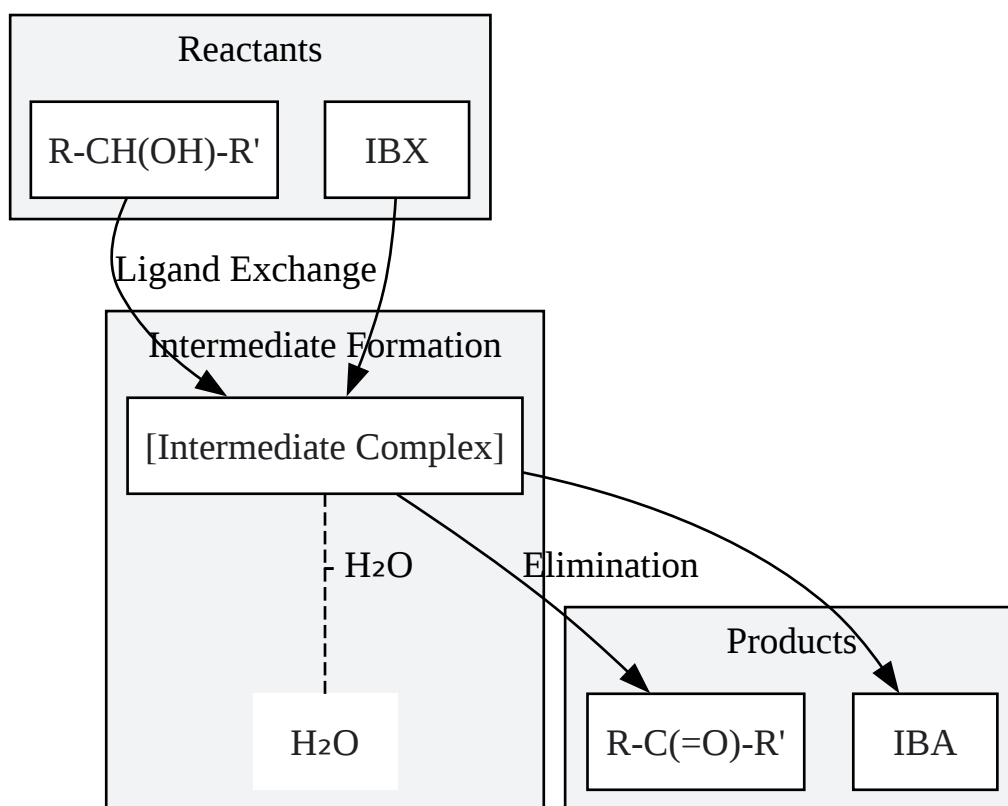 Reactants
R-CH(OH)-R'
IBX
Ligand Exchange
Intermediate Formation
[Intermediate Complex]
- H₂O
Elimination
Products
H₂O
R-C(=O)-R'
IBA